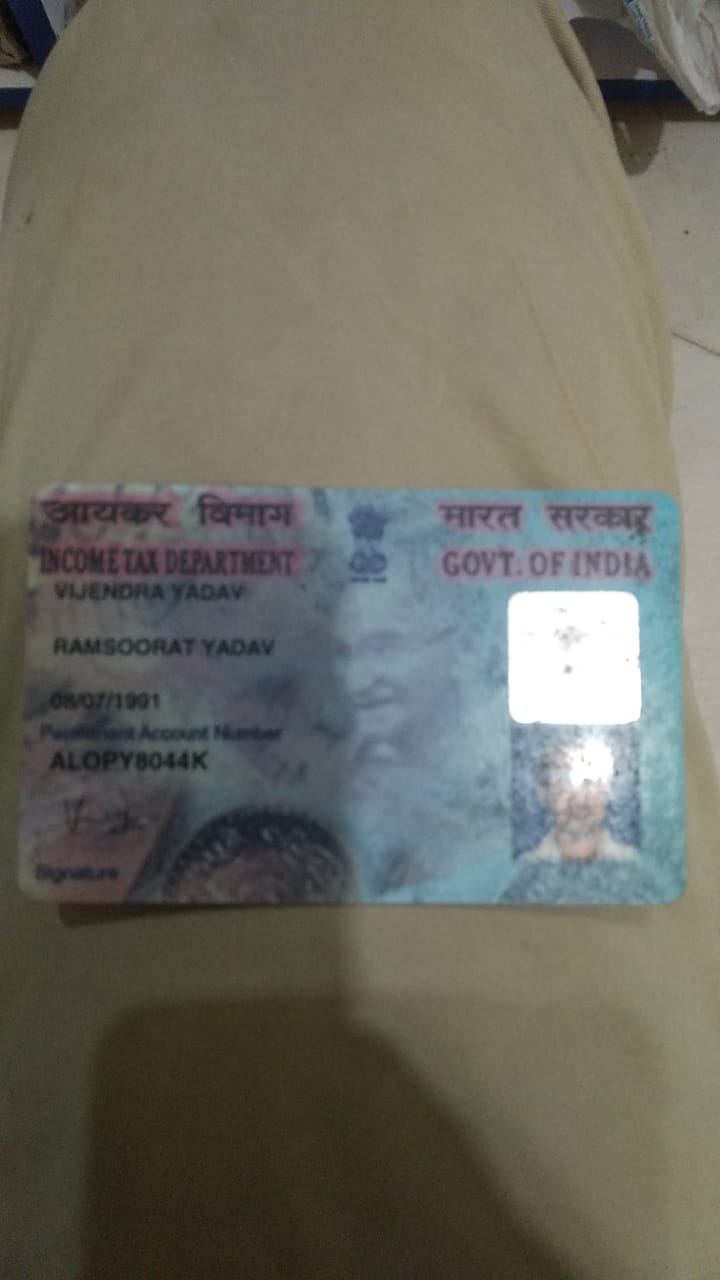 आयकर विभाग
भारत सरकार
INCOME TAX DEPARTMENT
GOVT. OF INDIA
VIJENDRA YADAV
RAMSOORAT YADAV
08/07/1991
Permanent Account Number
ALOPY8044K
Signature